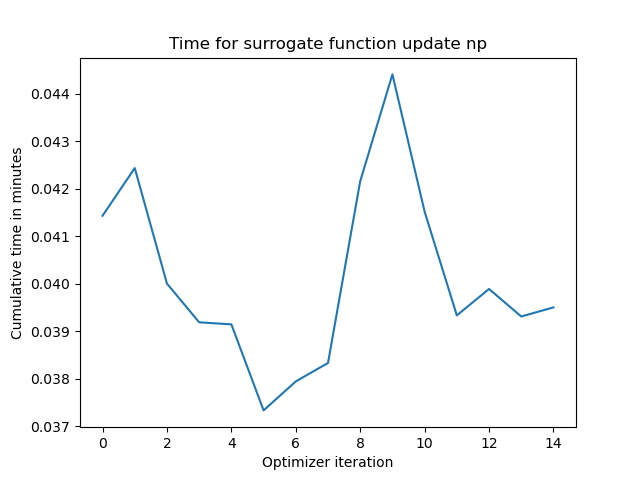 Time for surrogate function update np
Cumulative time in minutes
0.044
0.043
0.042
0.041
0.040
0.039
0.038
0.037
0 2 4 6 8 10 12 14
Optimizer iteration